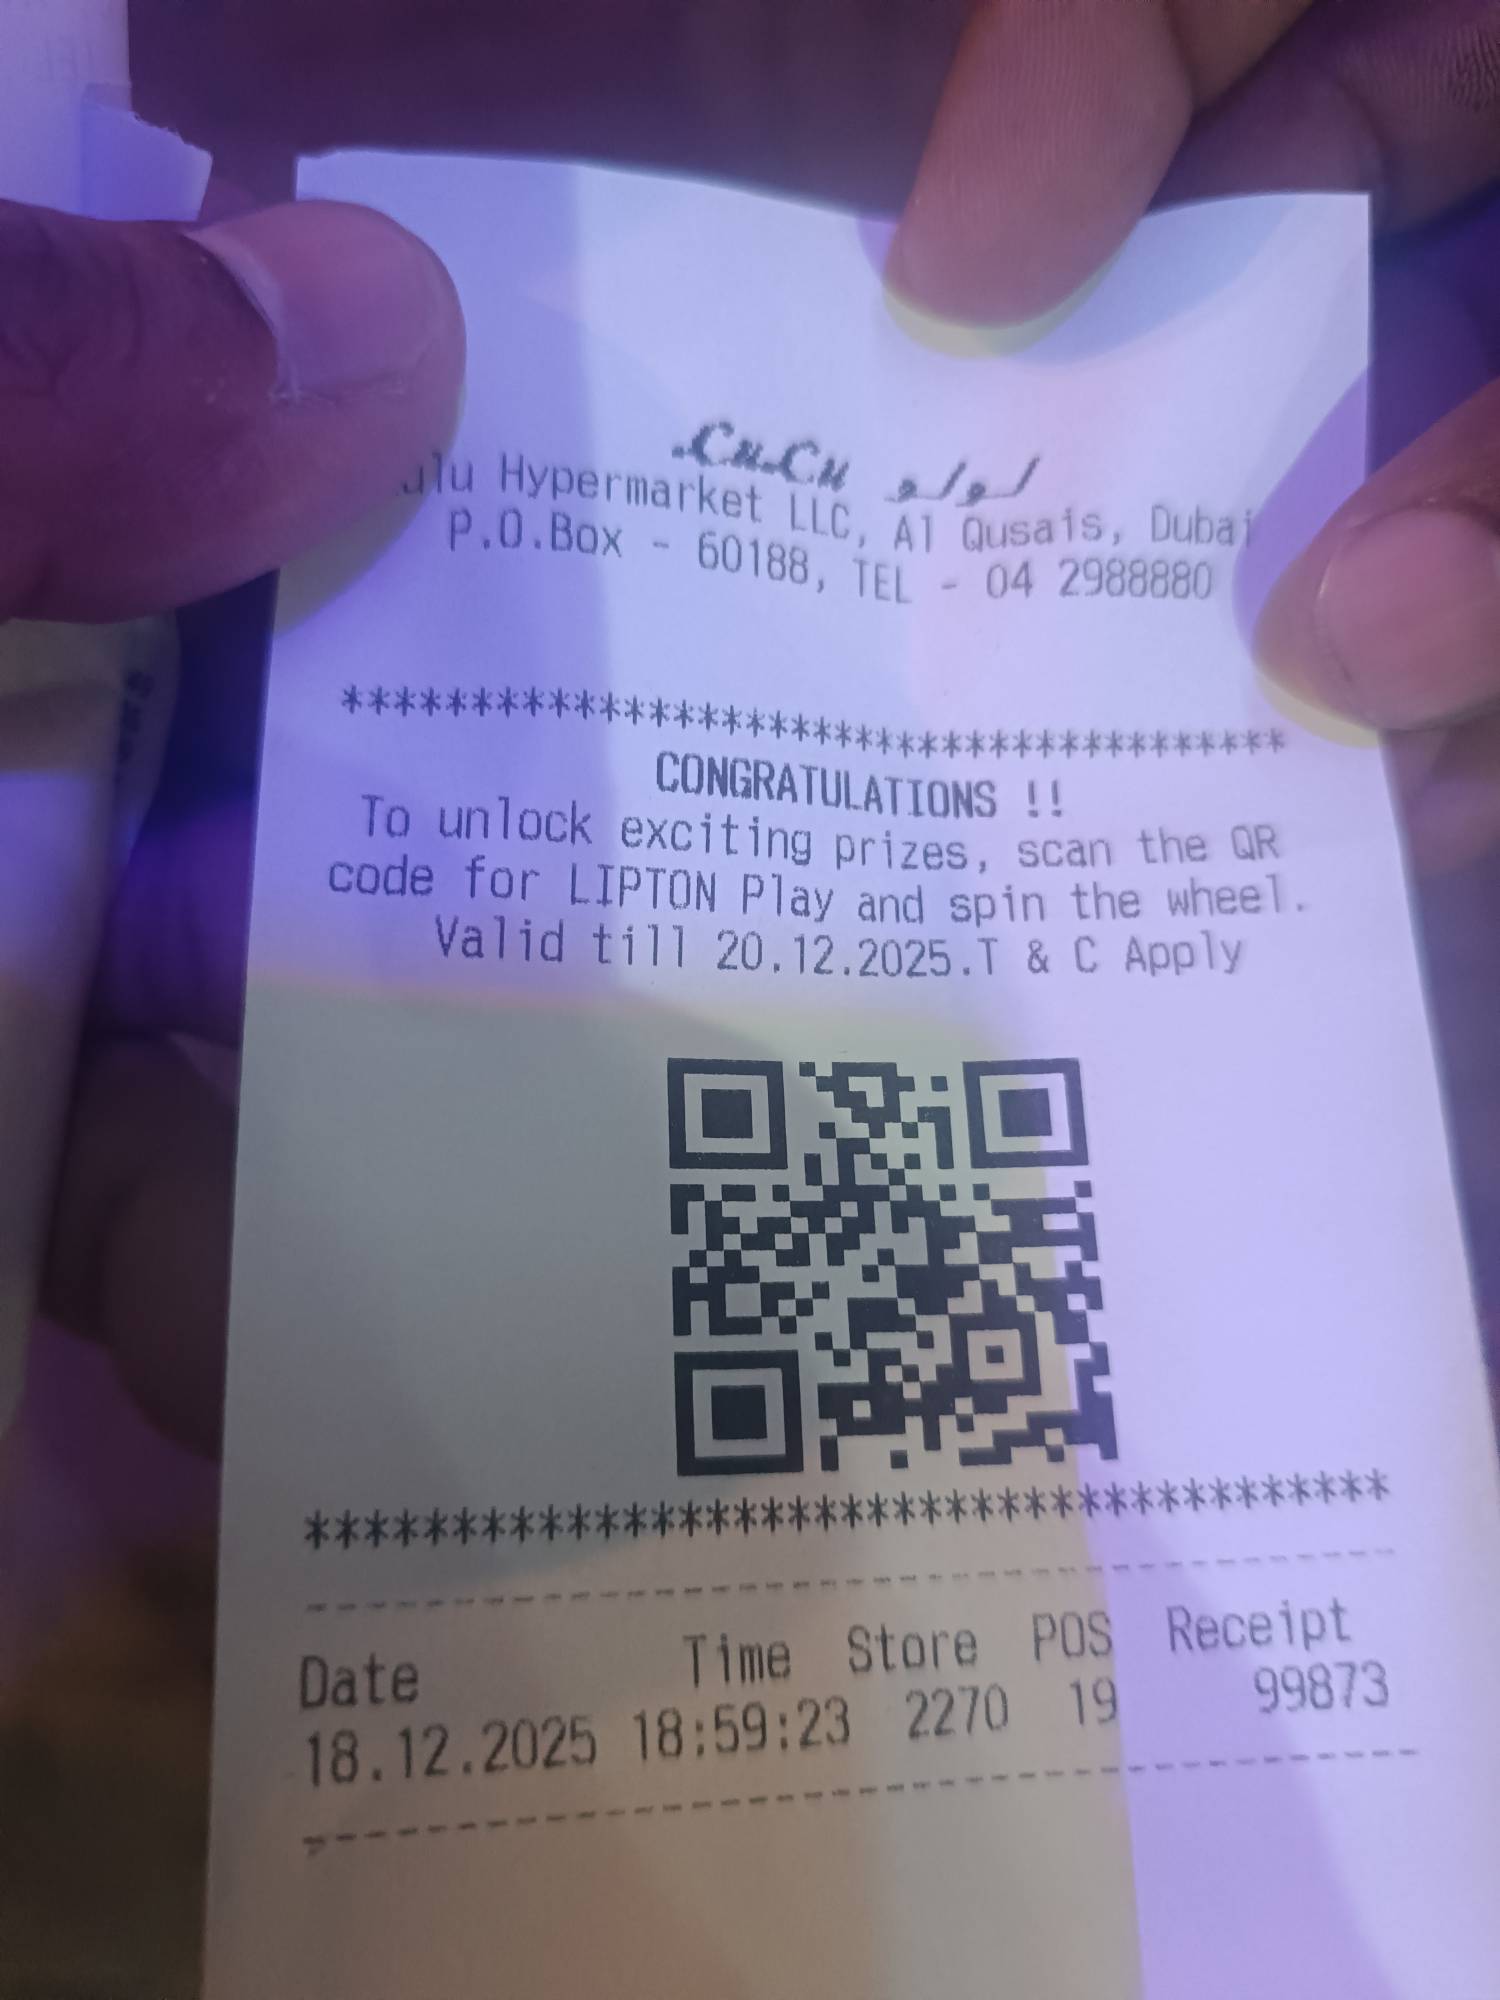 LuLu لولو
Hypermarket LLC, Al Qusais, Dubai
P.O.Box - 60188, TEL - 04 2988880
****************************************
CONGRATULATIONS !!
To unlock exciting prizes, scan the QR
code for LIPTON Play and spin the wheel.
Valid till 20.12.2025.T & C Apply
****************************************
Date Time Store POS Receipt
18.12.2025 18:59:23 2270 19 99873